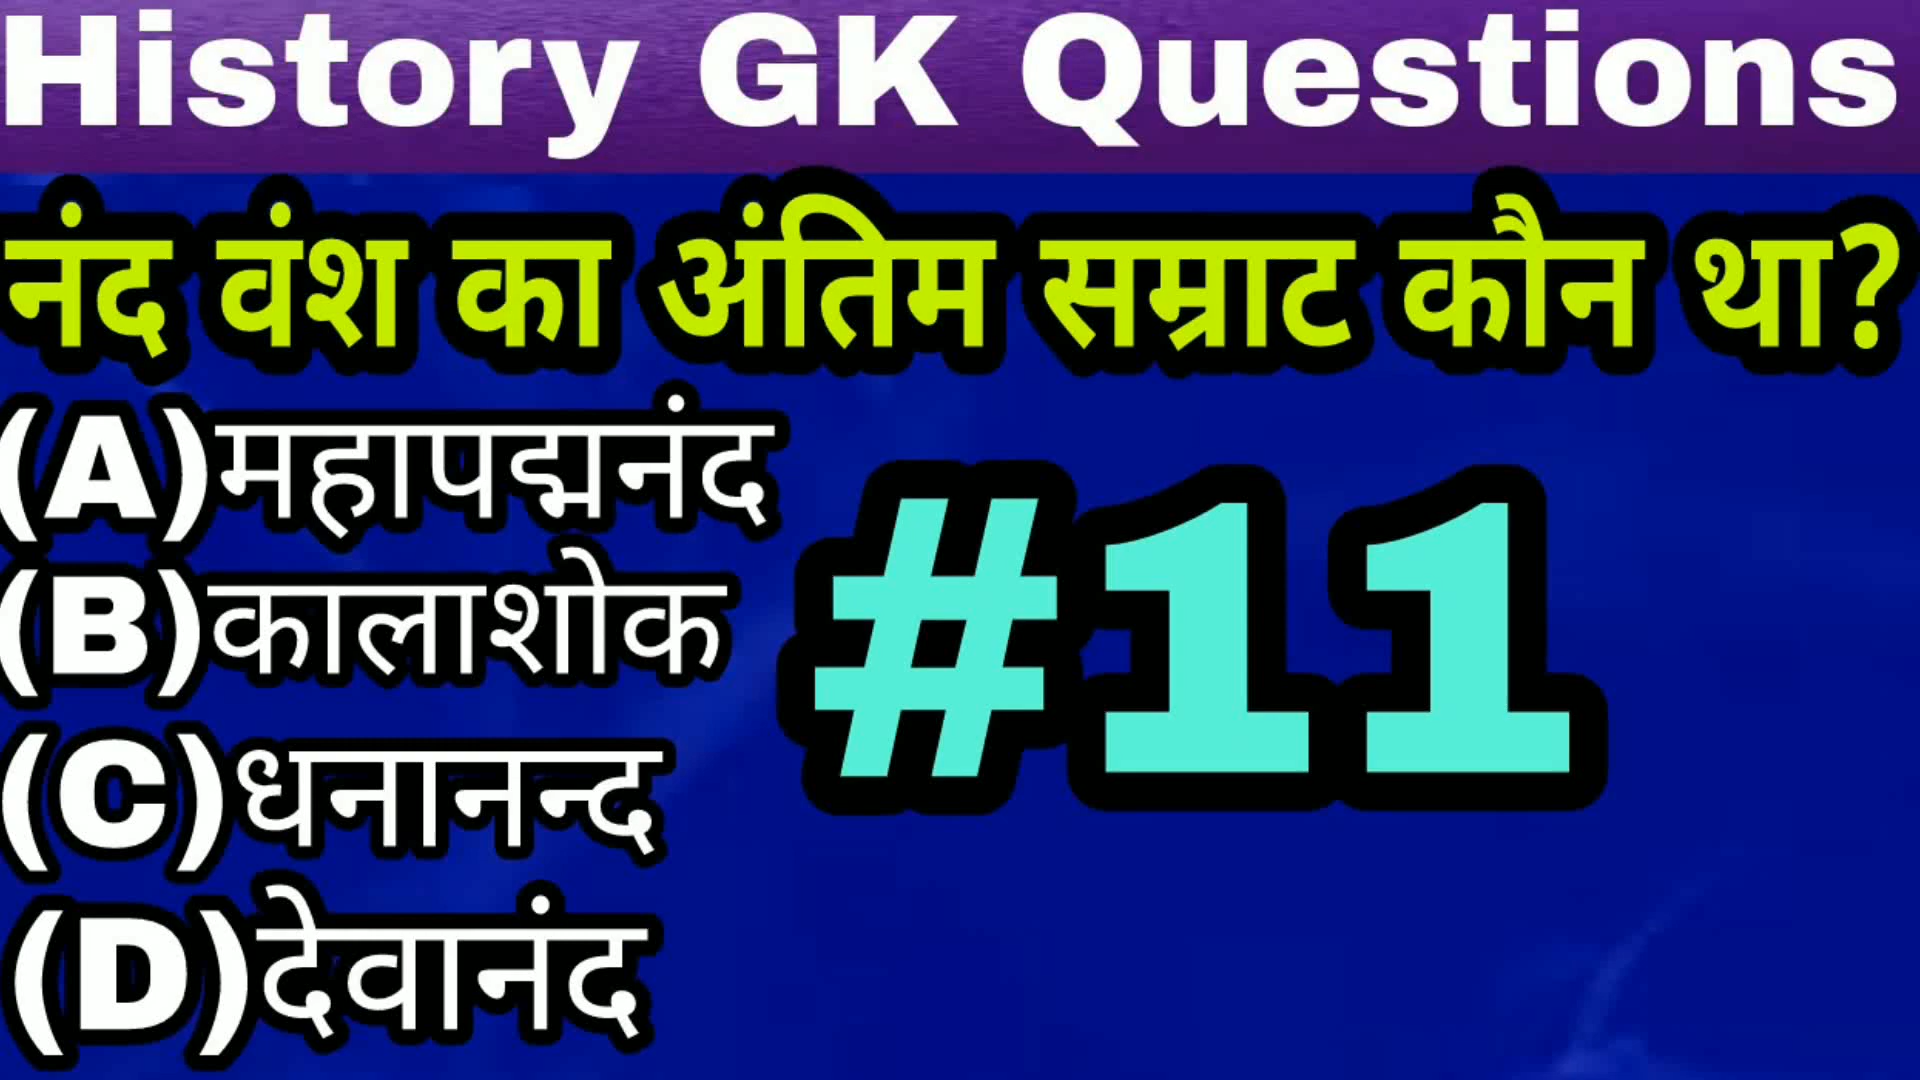 History GK Questions
नंद वंश का अंतिम सम्राट कौन था?
(A)महापद्मनंद
(B)कालाशोक
(C)धनानन्द
(D)देवानंद
#11